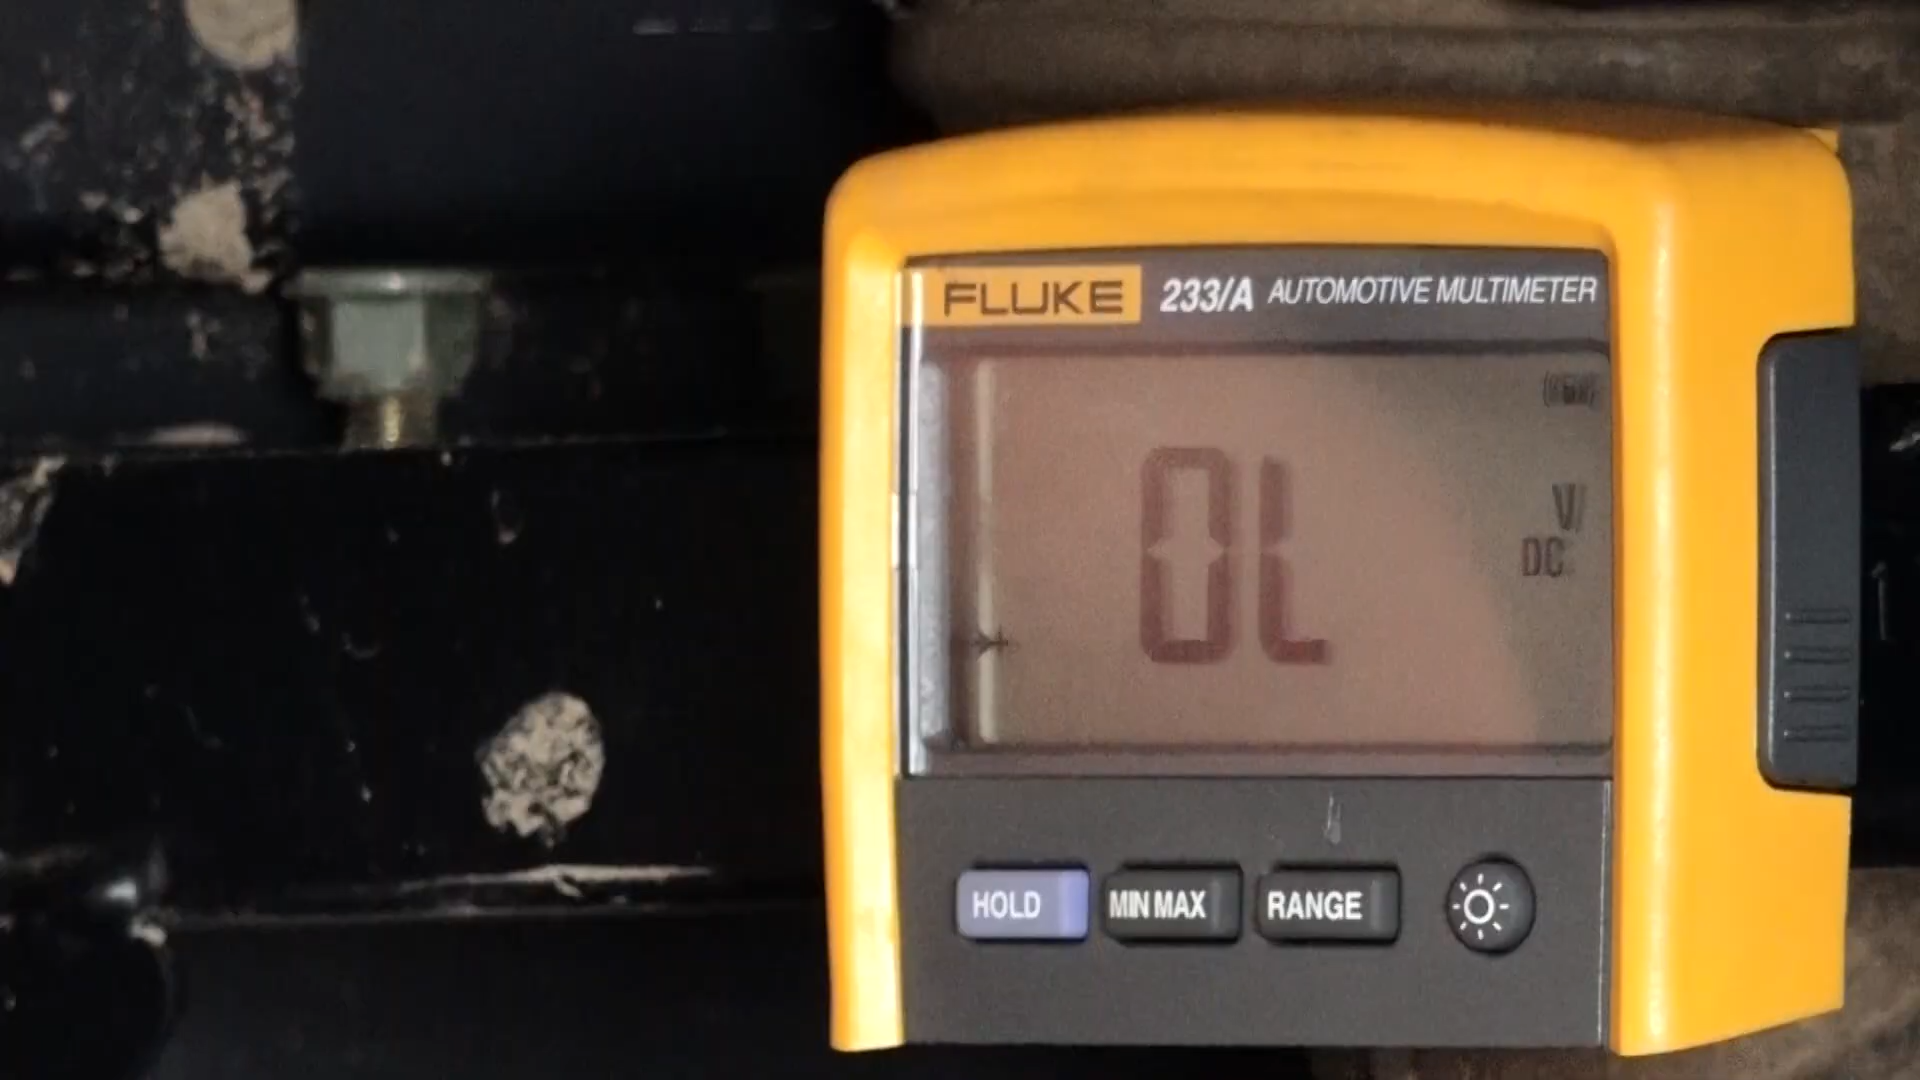 FLUKE 233/A AUTOMOTIVE MULTIMETER
OL
V
DC
HOLD MIN MAX RANGE